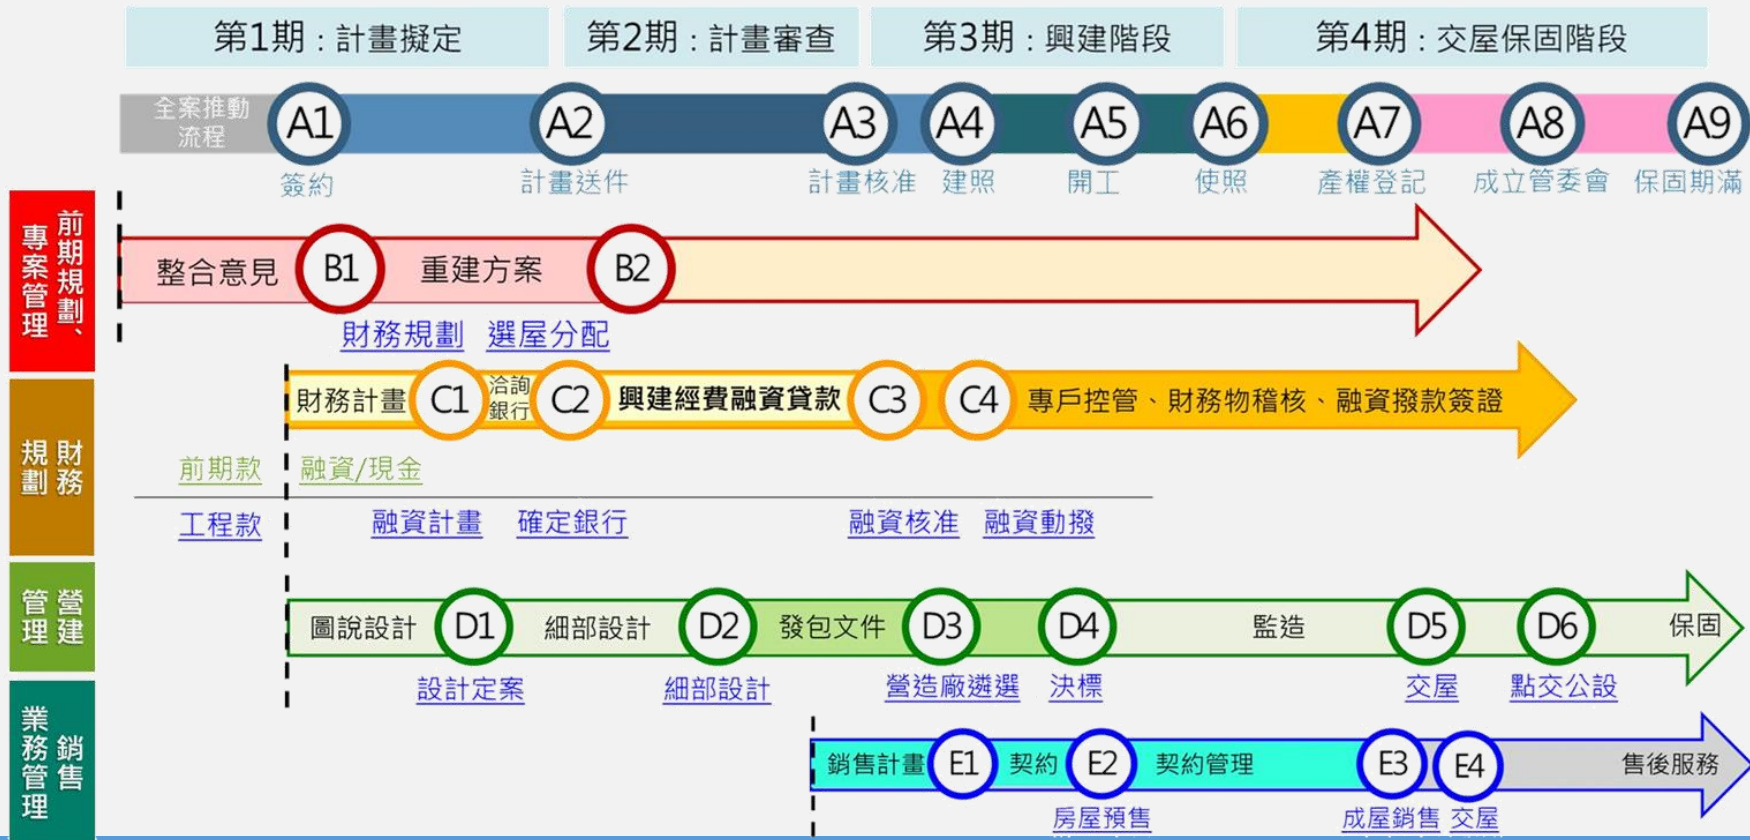 第1期：計畫擬定
第2期：計畫審查
第3期：興建階段
第4期：交屋保固階段
全案推動
流程
A1
A2
A3
A4
A5
A6
A7
A8
A9
簽約
計畫送件
計畫核准
建照
開工
使照
產權登記
成立管委會
保固期滿
前期規劃、
專案管理
整合意見
B1
重建方案
B2
財務規劃
選屋分配
財務
規劃
財務計畫
C1
洽詢
銀行
C2
興建經費融資貸款
C3
C4
專戶控管、財務物稽核、融資撥款簽證
前期款
融資/現金
工程款
融資計畫
確定銀行
融資核准
融資動撥
營建
管理
圖說設計
D1
細部設計
D2
發包文件
D3
D4
監造
D5
D6
保固
設計定案
細部設計
營造廠遴選
決標
交屋
點交公設
銷售
業務管理
銷售計畫
E1
契約
E2
契約管理
E3
E4
售後服務
房屋預售
成屋銷售
交屋